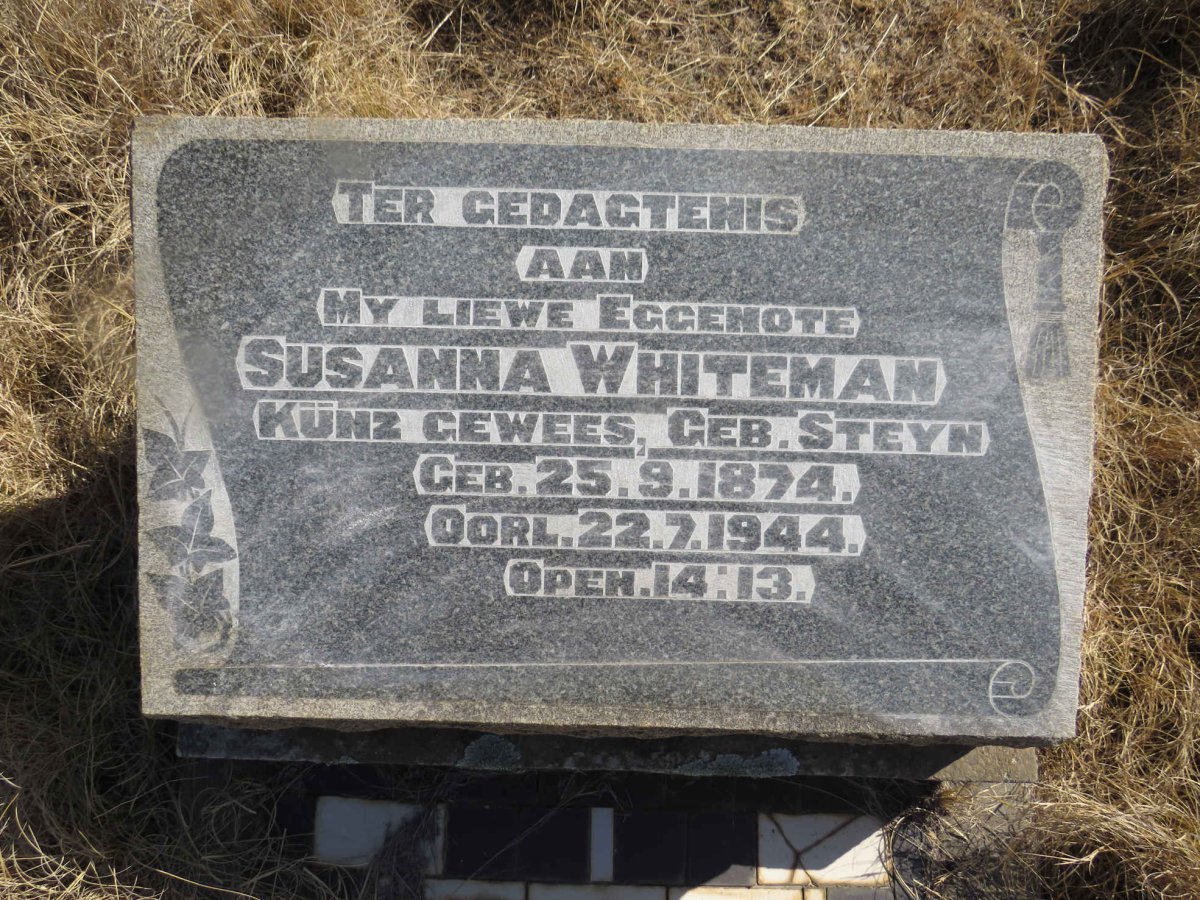 TER GEDAGTENIS
AAN
MY LIEWE EGGENOTE
SUSANNA WHITEMAN
KÜNZ GEWEES, GEB. STEYN
GEB. 25.9.1874.
OORL. 22.7.1944.
OPEN. 14:13.